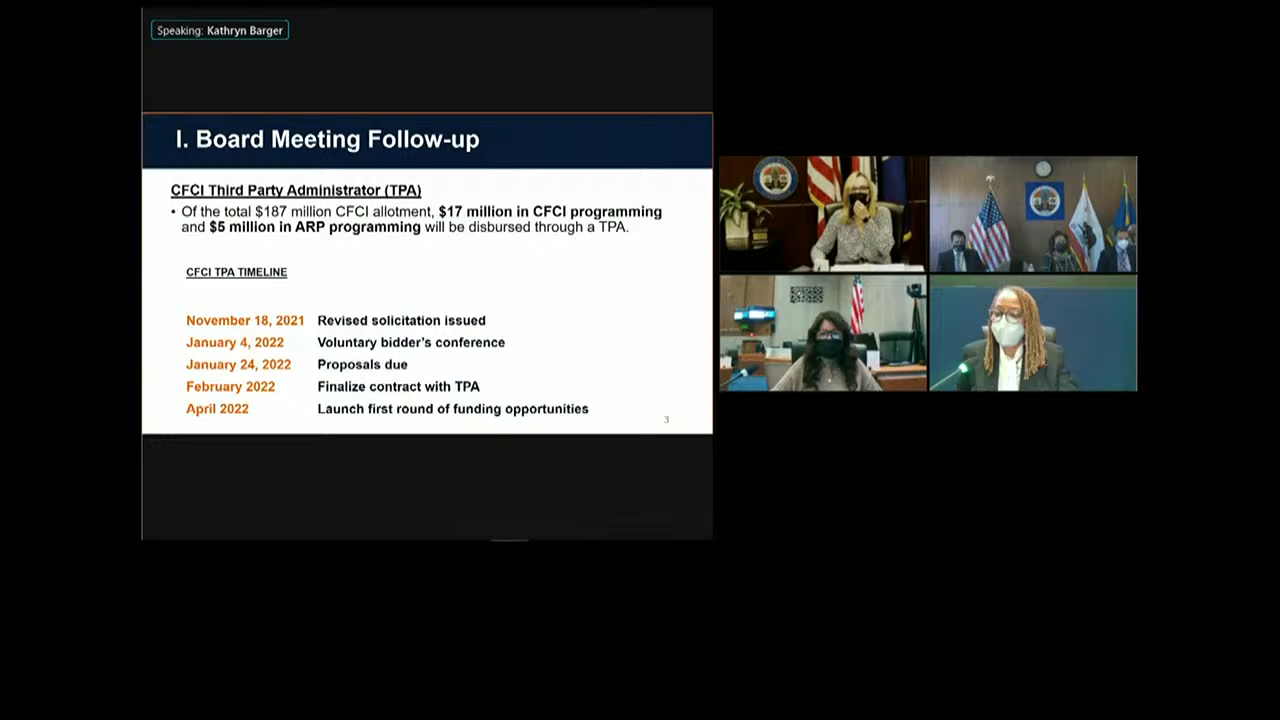 Speaking: Kathryn Barger
I. Board Meeting Follow-up
CFCI Third Party Administrator (TPA)
• Of the total $187 million CFCI allotment, $17 million in CFCI programming
and $5 million in ARP programming will be disbursed through a TPA.
CFCI TPA TIMELINE
November 18, 2021 Revised solicitation issued
January 4, 2022 Voluntary bidder's conference
January 24, 2022 Proposals due
February 2022 Finalize contract with TPA
April 2022 Launch first round of funding opportunities
3